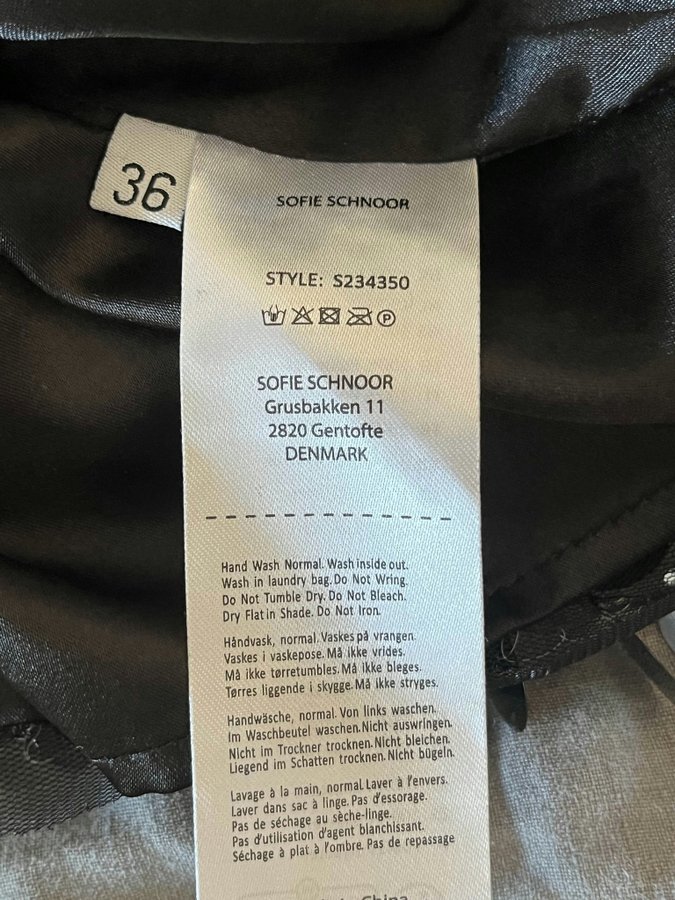 36
SOFIE SCHNOOR
STYLE: S234350
P
SOFIE SCHNOOR
Grusbakken 11
2820 Gentofte
DENMARK
Hand Wash Normal. Wash inside out.
Wash in laundry bag. Do Not Wring.
Do Not Tumble Dry. Do Not Bleach.
Dry Flat in Shade. Do Not Iron.
Håndvask, normal. Vaskes på vrangen.
Vaskes i vaskepose. Må ikke vrides.
Må ikke tørretumbles. Må Ikke bleges.
Tørres liggende i skygge. Må ikke stryges.
Handwäsche, normal. Von links waschen.
Im Waschbeutel waschen. Nicht auswringen.
Nicht im Trockner trocknen. Nicht bleichen.
Liegend im Schatten trocknen. Nicht bügeln.
Lavage à la main, normal. Laver à l'envers.
Laver dans sac à linge. Pas d'essorage.
Pas de séchage au sèche-linge.
Pas d'utilisation d'agent blanchissant.
Séchage à plat à l'ombre. Pas de repassage
China